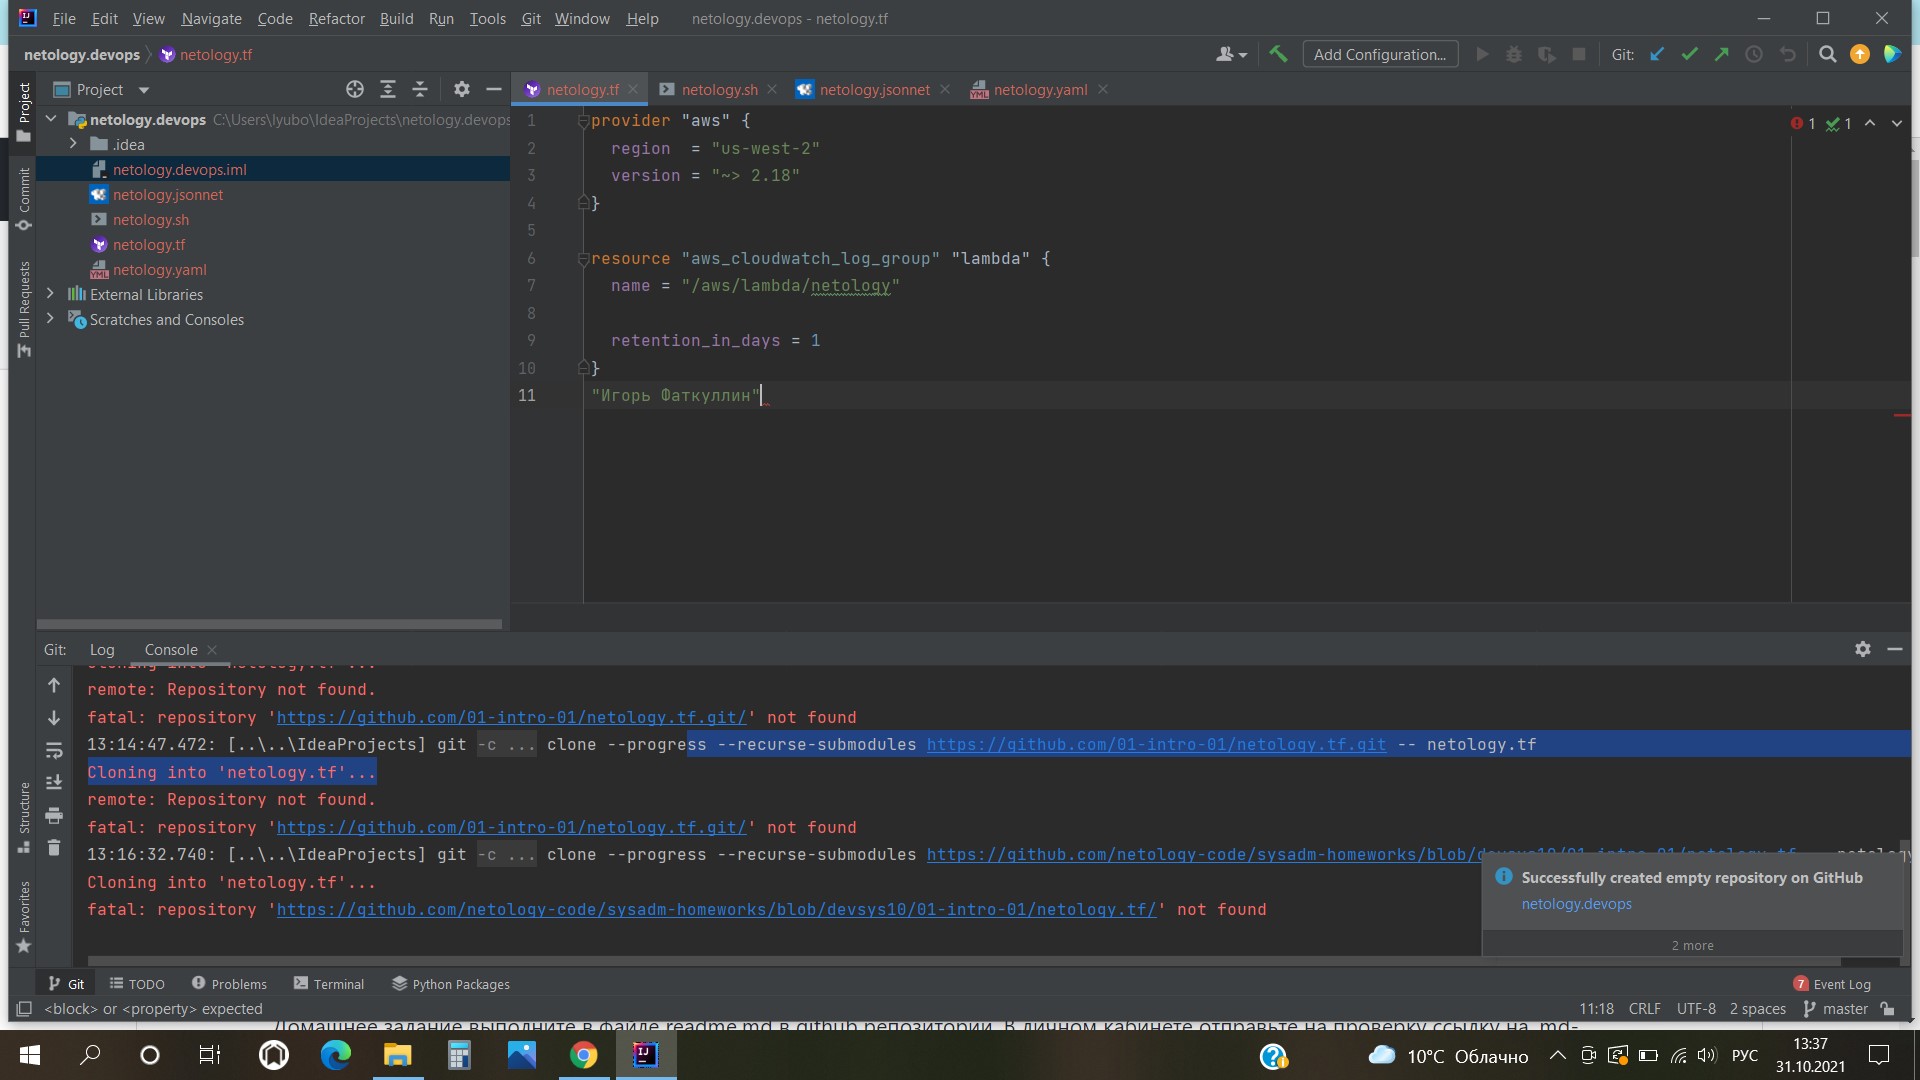 File Edit View Navigate Code Refactor Build Run Tools Git Window Help netology.devops - netology.tf
netology.devops netology.tf
Add Configuration...
Git:
Project
Project
netology.tf
netology.sh
netology.jsonnet
netology.yaml
netology.devops C:\Users\lyubo\IdeaProjects\netology.devops
.idea
netology.devops.iml
netology.jsonnet
netology.sh
netology.tf
netology.yaml
External Libraries
Scratches and Consoles
Commit
Pull Requests
Structure
Favorites
1 provider "aws" {
2 region = "us-west-2"
3 version = "~> 2.18"
4 }
5
6 resource "aws_cloudwatch_log_group" "lambda" {
7 name = "/aws/lambda/netology"
8
9 retention_in_days = 1
10 }
11 "Игорь Фаткуллин"
1 1
Git: Log Console
Cloning into 'netology.tf'...
remote: Repository not found.
fatal: repository 'https://github.com/01-intro-01/netology.tf.git/' not found
13:14:47.472: [..\..\IdeaProjects] git -c ... clone --progress --recurse-submodules https://github.com/01-intro-01/netology.tf.git -- netology.tf
Cloning into 'netology.tf'...
remote: Repository not found.
fatal: repository 'https://github.com/01-intro-01/netology.tf.git/' not found
13:16:32.740: [..\..\IdeaProjects] git -c ... clone --progress --recurse-submodules https://github.com/netology-code/sysadm-homeworks/blob/devsys10/01-intro-01/netology.tf
Cloning into 'netology.tf'...
fatal: repository 'https://github.com/netology-code/sysadm-homeworks/blob/devsys10/01-intro-01/netology.tf/' not found
Successfully created empty repository on GitHub
netology.devops
2 more
Git TODO Problems Terminal Python Packages
7 Event Log
<block> or <property> expected
11:18 CRLF UTF-8 2 spaces master
Домашнее задание выполните в файле readme.md в github репозитории. В личном кабинете отправьте на проверку ссылку на .md-
10°C Облачно
РУС
13:37
31.10.2021